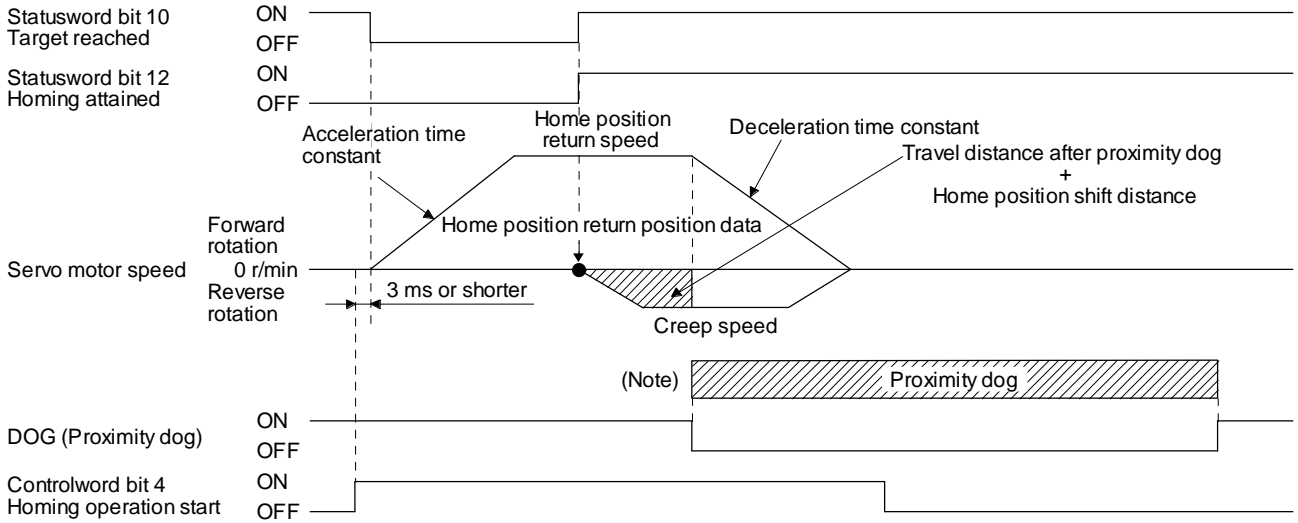 Statusword bit 10
Target reached
ON
OFF
Statusword bit 12
Homing attained
ON
OFF
Acceleration time
constant
Home position
return speed
Deceleration time constant
Travel distance after proximity dog
+
Home position shift distance
Forward
rotation
Home position return position data
Servo motor speed
0 r/min
Reverse
rotation
3 ms or shorter
Creep speed
(Note)
Proximity dog
DOG (Proximity dog)
ON
OFF
Controlword bit 4
Homing operation start
ON
OFF